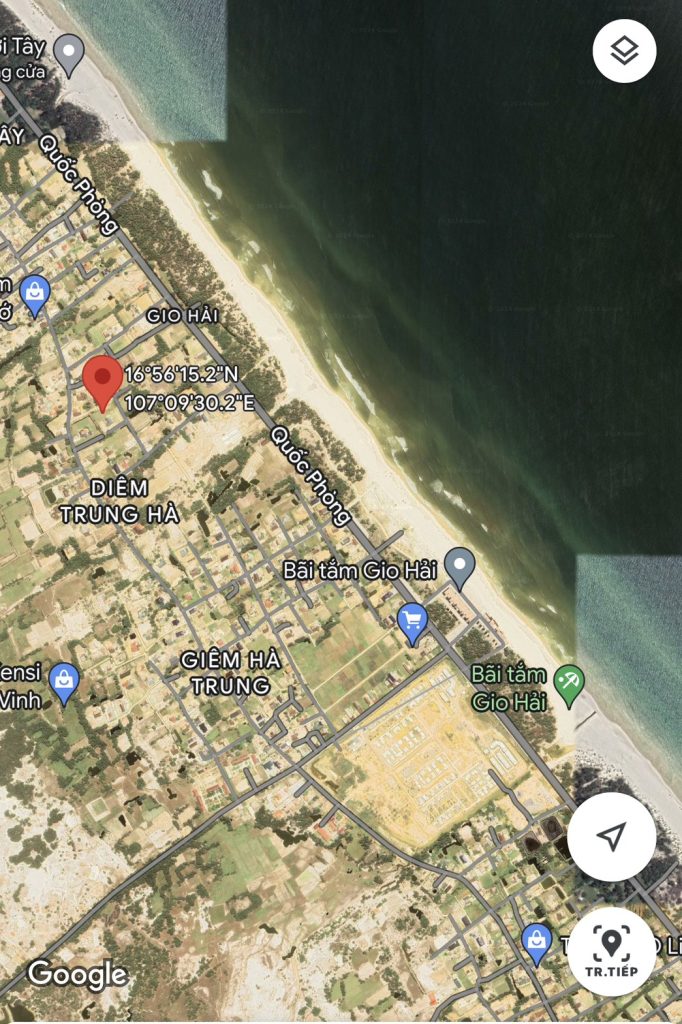 ới Tây
g cửa
ÂY
Quốc Phòng
GIO HẢI
16°56'15.2"N
107°09'30.2"E
Quốc Phòng
DIÊM
TRUNG HÀ
Bãi tắm Gio Hải
GIÊM HÀ
TRUNG
Bãi tắm
Gio Hải
ensi
Vinh
TR.TIẾP
Google